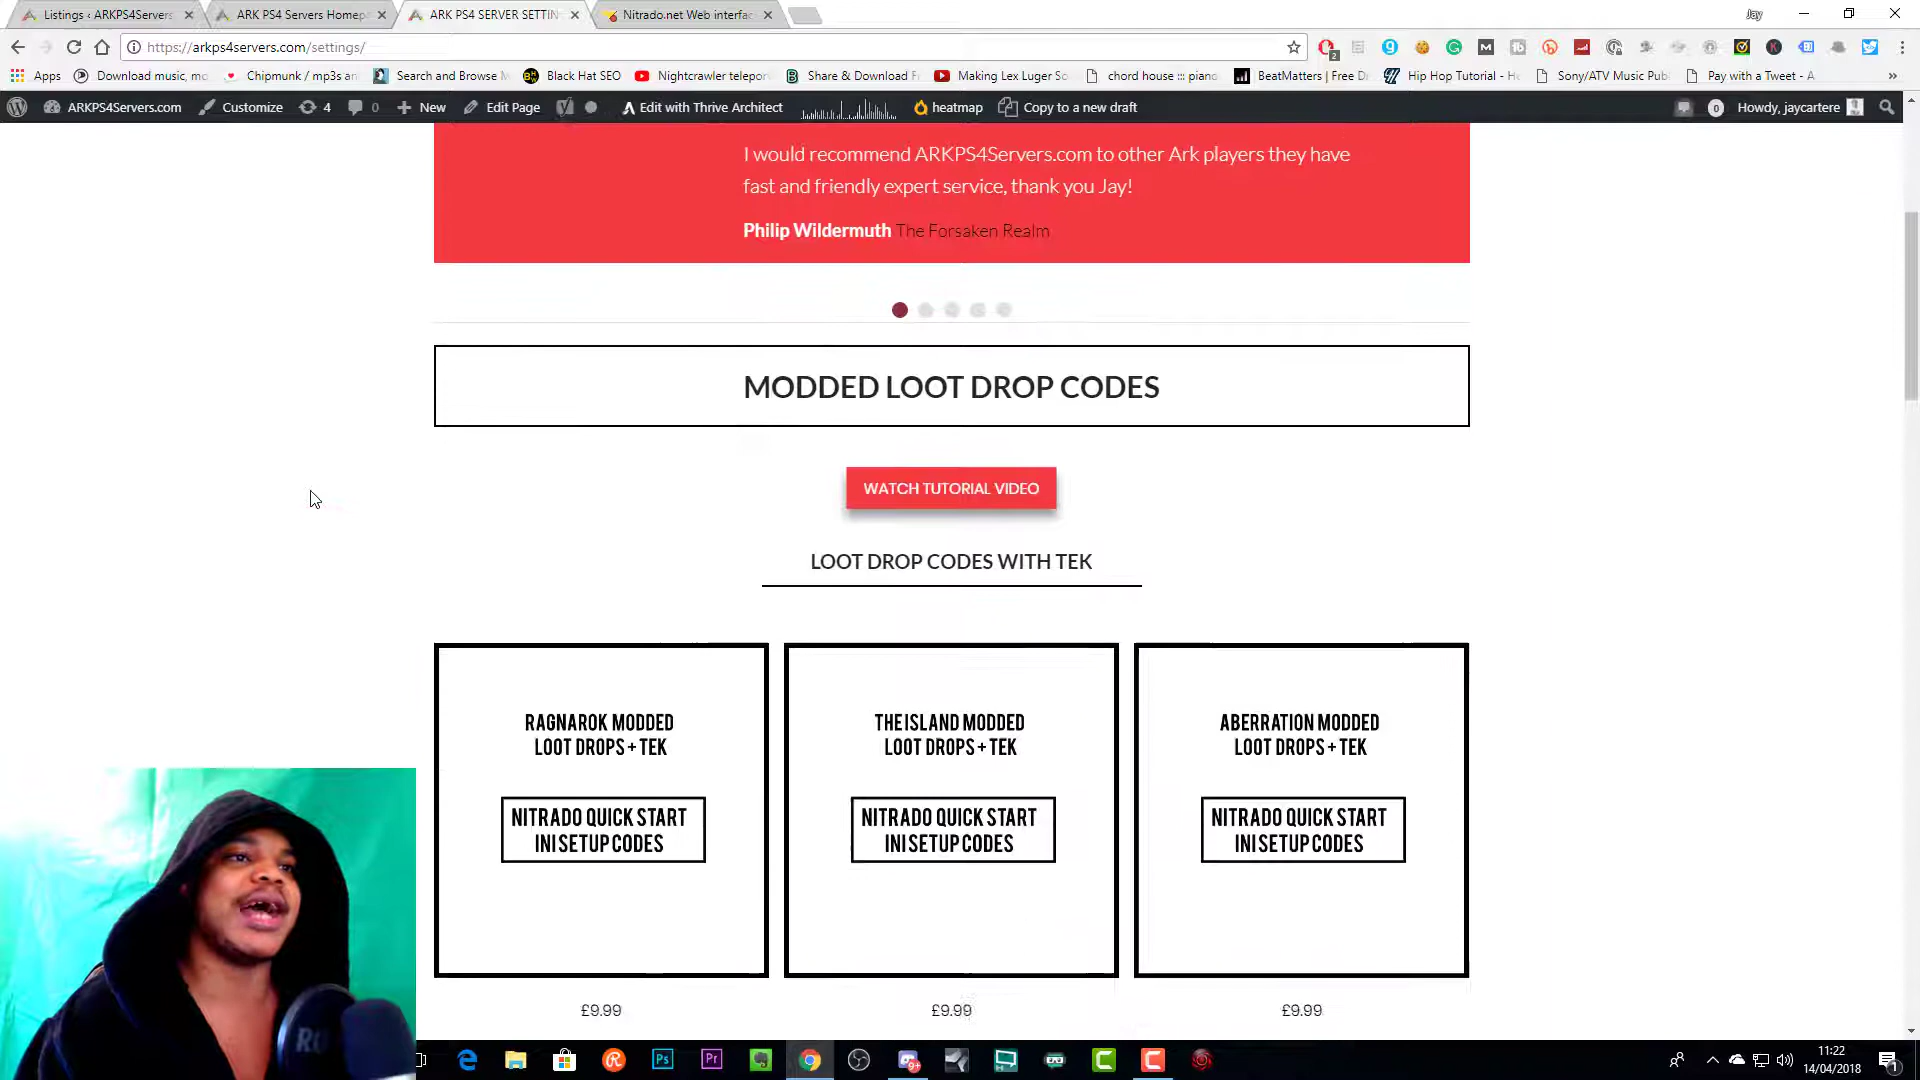 Listings ‹ ARKPS4Servers
ARK PS4 Servers Homep
ARK PS4 SERVER SETTIN
Nitrado.net Web interfac
Jay
https://arkps4servers.com/settings/
Apps
Download music, mo
Chipmunk / mp3s an
Search and Browse
Black Hat SEO
Nightcrawler telepor
Share & Download F
Making Lex Luger So
chord house ::: piano
BeatMatters | Free D
Hip Hop Tutorial - H
Sony/ATV Music Pub
Pay with a Tweet - A
ARKPS4Servers.com
Customize
4
0
New
Edit Page
Edit with Thrive Architect
heatmap
Copy to a new draft
0
Howdy, jaycartere
I would recommend ARKPS4Servers.com to other Ark players they have
fast and friendly expert service, thank you Jay!
Philip Wildermuth The Forsaken Realm
MODDED LOOT DROP CODES
WATCH TUTORIAL VIDEO
LOOT DROP CODES WITH TEK
RAGNAROK MODDED
LOOT DROPS + TEK
NITRADO QUICK START
INI SETUP CODES
£9.99
THE ISLAND MODDED
LOOT DROPS + TEK
NITRADO QUICK START
INI SETUP CODES
£9.99
ABERRATION MODDED
LOOT DROPS + TEK
NITRADO QUICK START
INI SETUP CODES
£9.99
11:22
14/04/2018